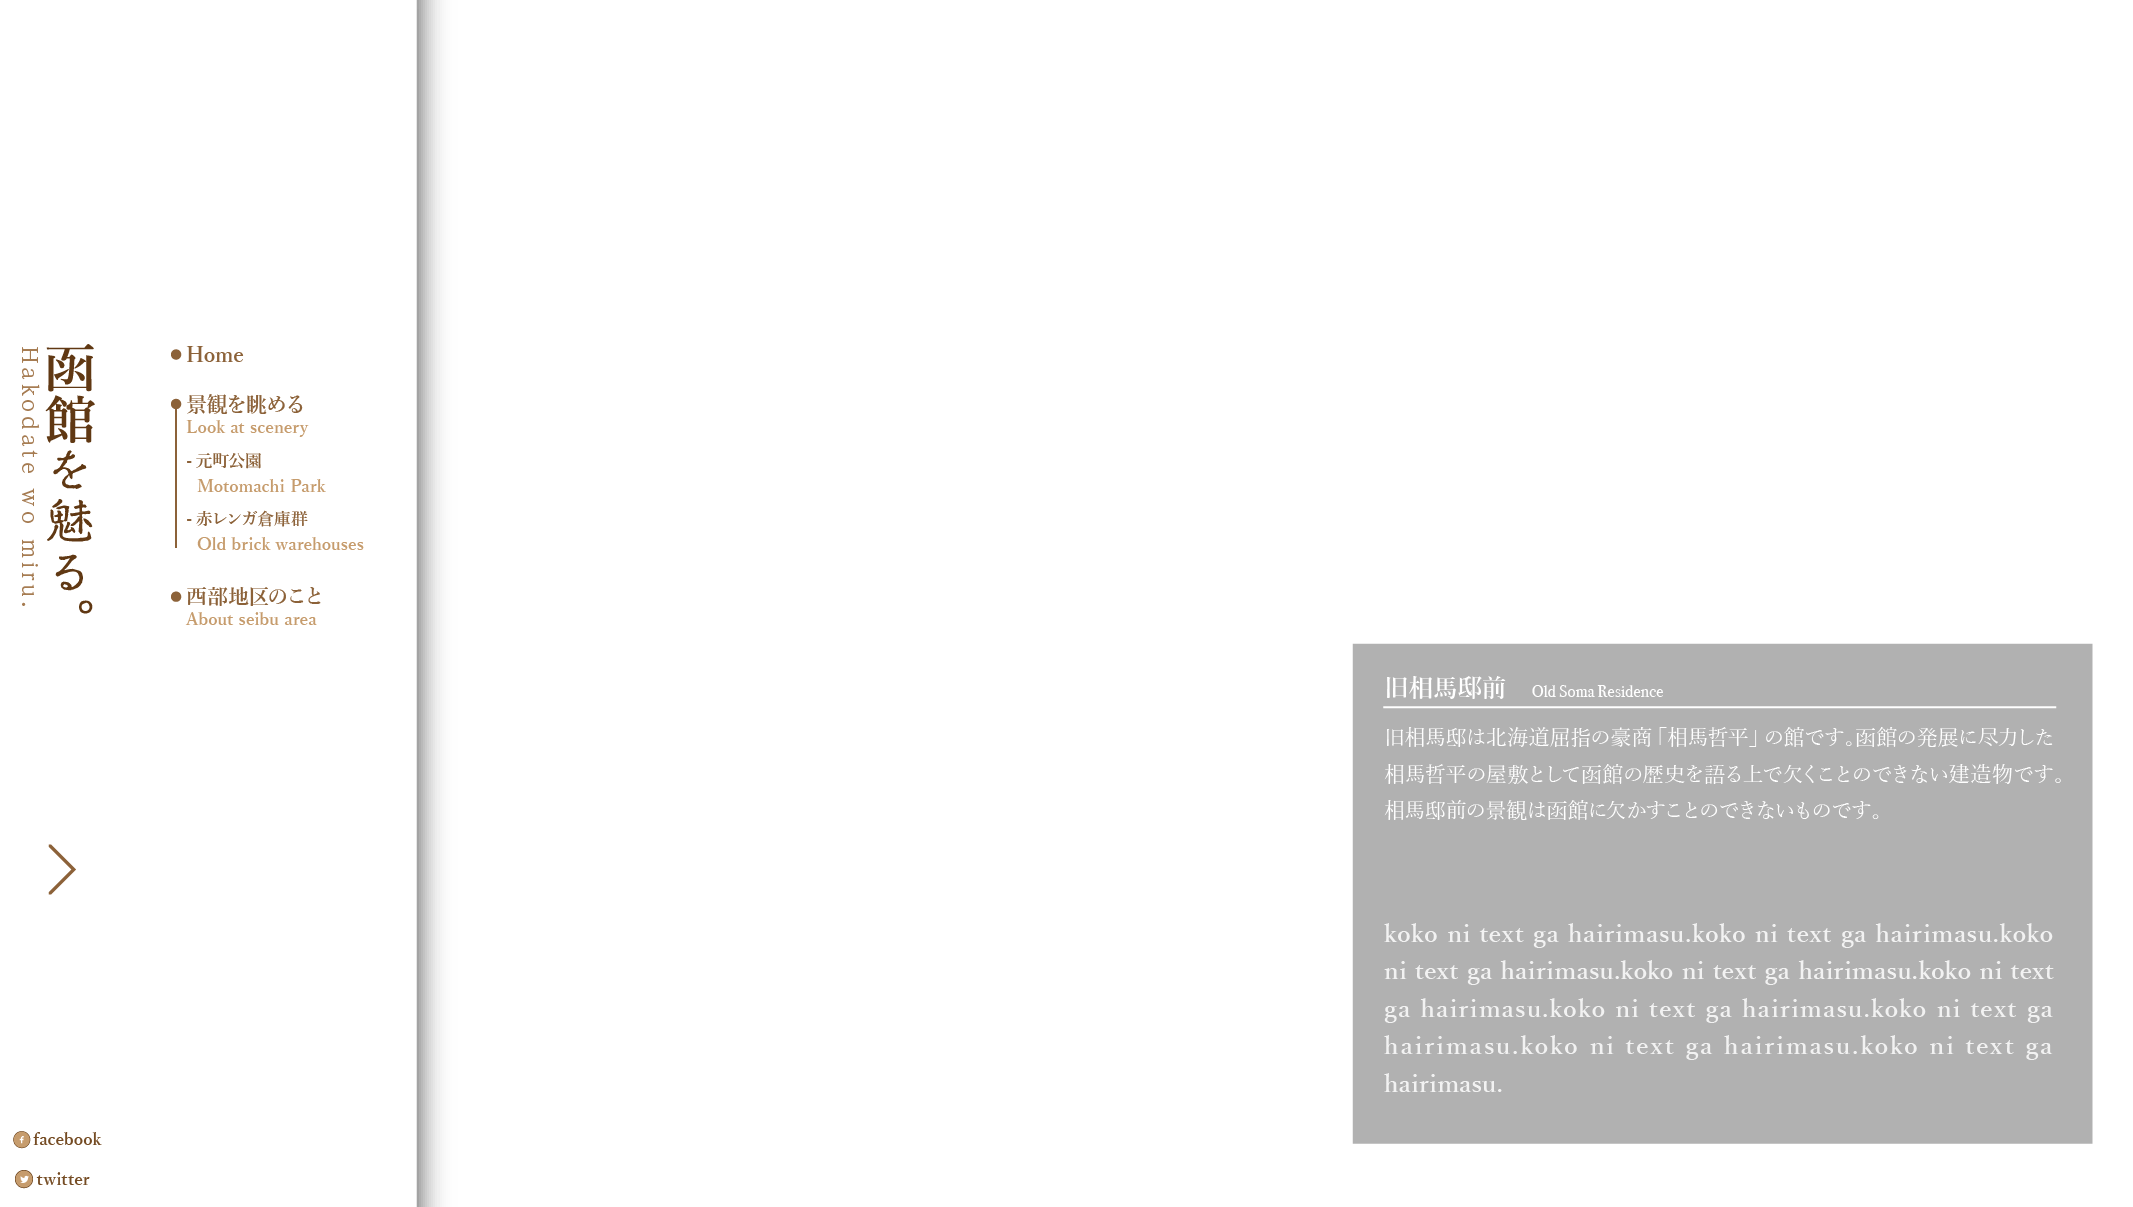 函館を魅る。
Hakodate wo miru.
Home
景観を眺める
Look at scenery
- 元町公園
Motomachi Park
- 赤レンガ倉庫群
Old brick warehouses
西部地区のこと
About seibu area
facebook
twitter
旧相馬邸前 Old Soma Residence
旧相馬邸は北海道屈指の豪商「相馬哲平」の館です。函館の発展に尽力した
相馬哲平の屋敷として函館の歴史を語る上で欠くことのできない建造物です。
相馬邸前の景観は函館に欠かすことのできないものです。
koko ni text ga hairimasu.koko ni text ga hairimasu.koko
ni text ga hairimasu.koko ni text ga hairimasu.koko ni text
ga hairimasu.koko ni text ga hairimasu.koko ni text ga
hairimasu.koko ni text ga hairimasu.koko ni text ga
hairimasu.